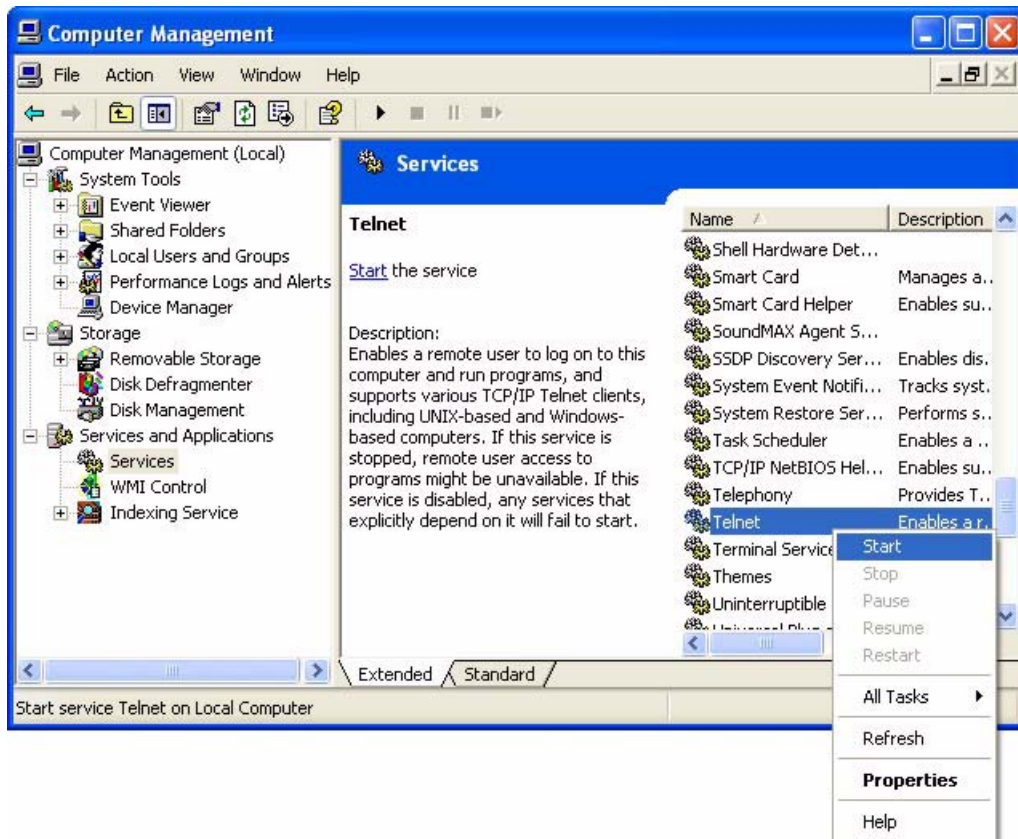 Computer Management
File Action View Window Help
Computer Management (Local)
System Tools
Event Viewer
Shared Folders
Local Users and Groups
Performance Logs and Alerts
Device Manager
Storage
Removable Storage
Disk Defragmenter
Disk Management
Services and Applications
Services
WMI Control
Indexing Service
Services
Telnet
Start the service
Description:
Enables a remote user to log on to this
computer and run programs, and
supports various TCP/IP Telnet clients,
including UNIX-based and Windows-
based computers. If this service is
stopped, remote user access to
programs might be unavailable. If this
service is disabled, any services that
explicitly depend on it will fail to start.
Name Description
Shell Hardware Det...
Smart Card Manages a..
Smart Card Helper Enables su..
SoundMAX Agent S...
SSDP Discovery Ser... Enables dis.
System Event Notifi... Tracks syst.
System Restore Ser... Performs s..
Task Scheduler Enables a ..
TCP/IP NetBIOS Hel... Enables su..
Telephony Provides T..
Telnet Enables a r.
Terminal Service
Themes
Uninterruptible
Start
Stop
Pause
Resume
Restart
All Tasks
Refresh
Properties
Help
Extended Standard
Start service Telnet on Local Computer